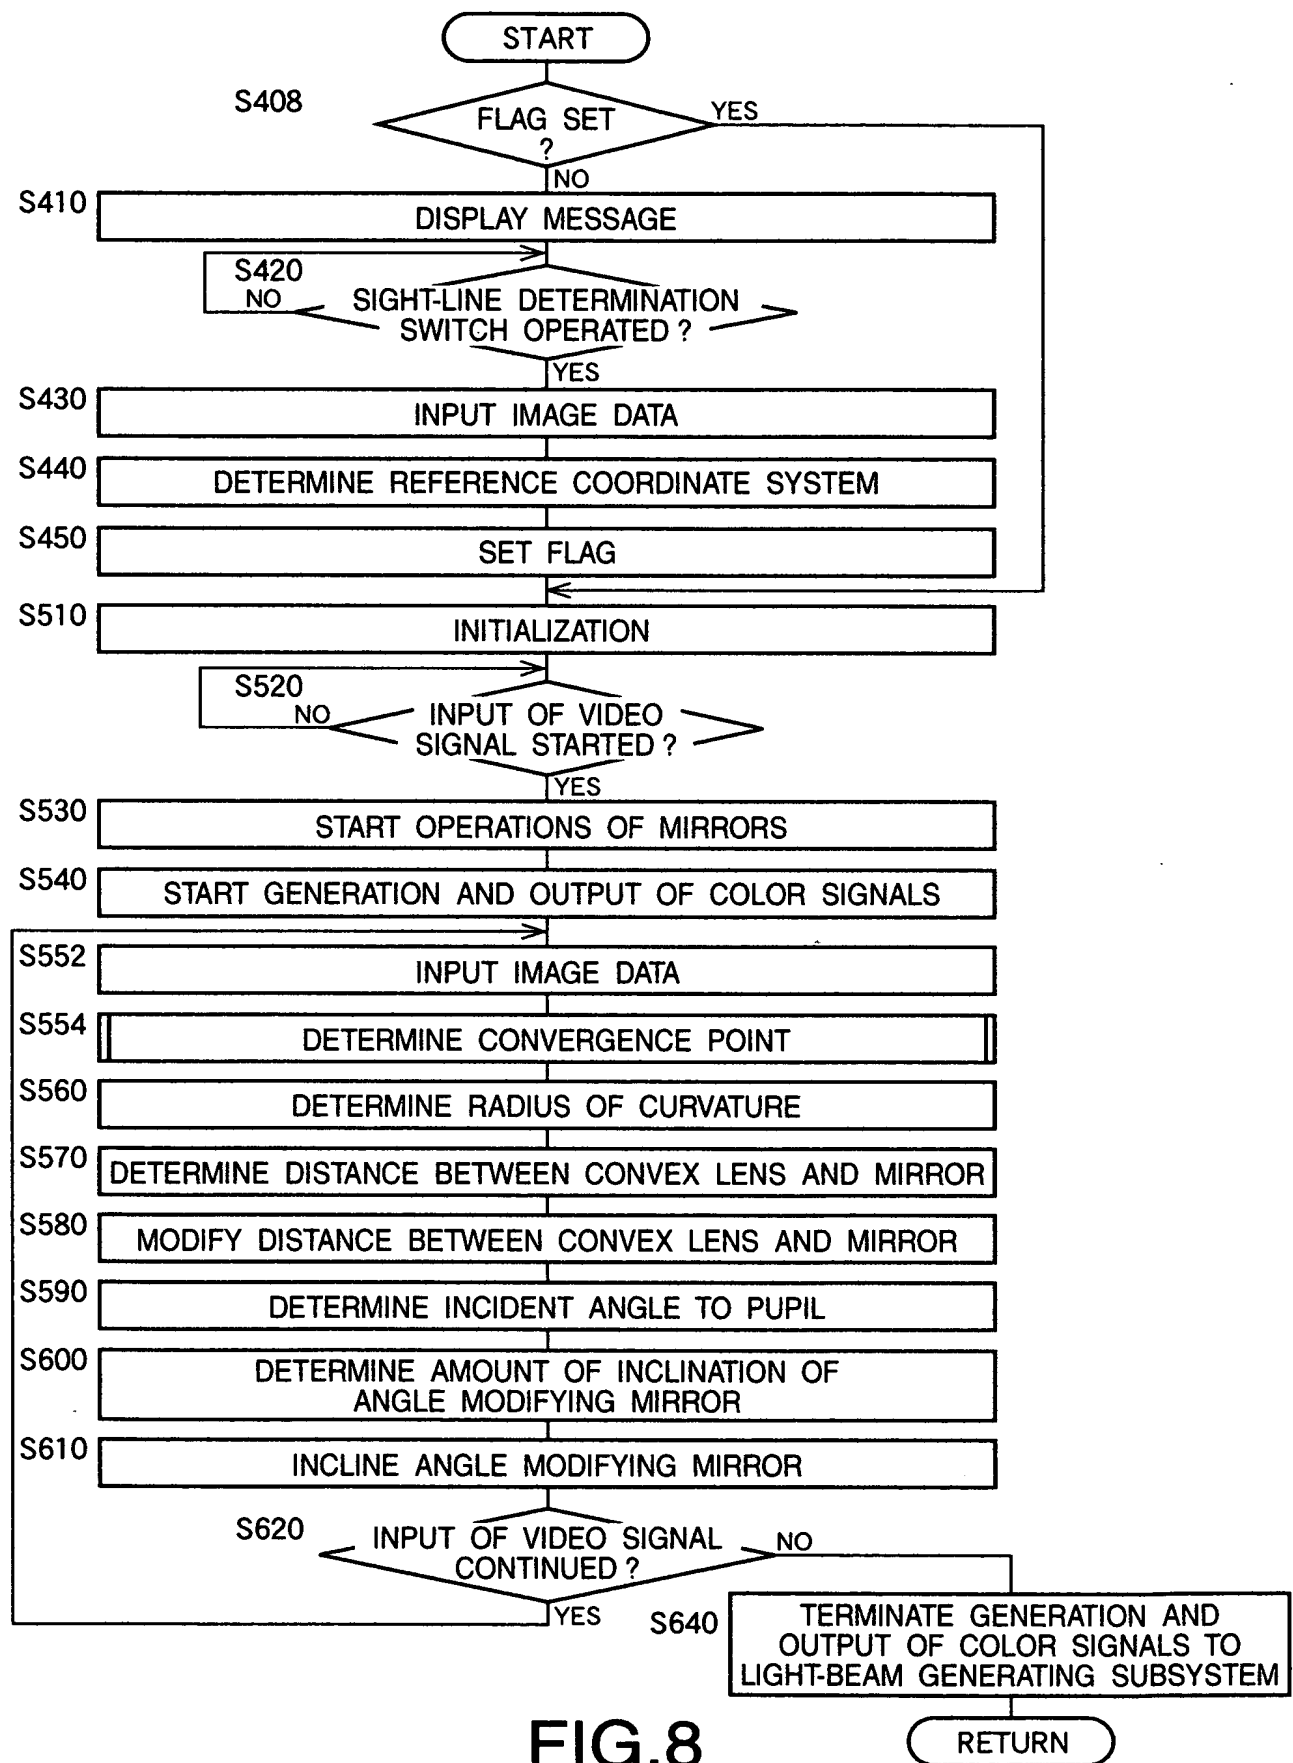 START
S408
FLAG SET
?
YES
NO
S410
DISPLAY MESSAGE
S420
NO
SIGHT-LINE DETERMINATION
SWITCH OPERATED ?
YES
S430
INPUT IMAGE DATA
S440
DETERMINE REFERENCE COORDINATE SYSTEM
S450
SET FLAG
S510
INITIALIZATION
S520
NO
INPUT OF VIDEO
SIGNAL STARTED ?
YES
S530
START OPERATIONS OF MIRRORS
S540
START GENERATION AND OUTPUT OF COLOR SIGNALS
S552
INPUT IMAGE DATA
S554
DETERMINE CONVERGENCE POINT
S560
DETERMINE RADIUS OF CURVATURE
S570
DETERMINE DISTANCE BETWEEN CONVEX LENS AND MIRROR
S580
MODIFY DISTANCE BETWEEN CONVEX LENS AND MIRROR
S590
DETERMINE INCIDENT ANGLE TO PUPIL
S600
DETERMINE AMOUNT OF INCLINATION OF
ANGLE MODIFYING MIRROR
S610
INCLINE ANGLE MODIFYING MIRROR
S620
INPUT OF VIDEO SIGNAL
CONTINUED ?
NO
YES
S640
TERMINATE GENERATION AND
OUTPUT OF COLOR SIGNALS TO
LIGHT-BEAM GENERATING SUBSYSTEM
RETURN
FIG.8